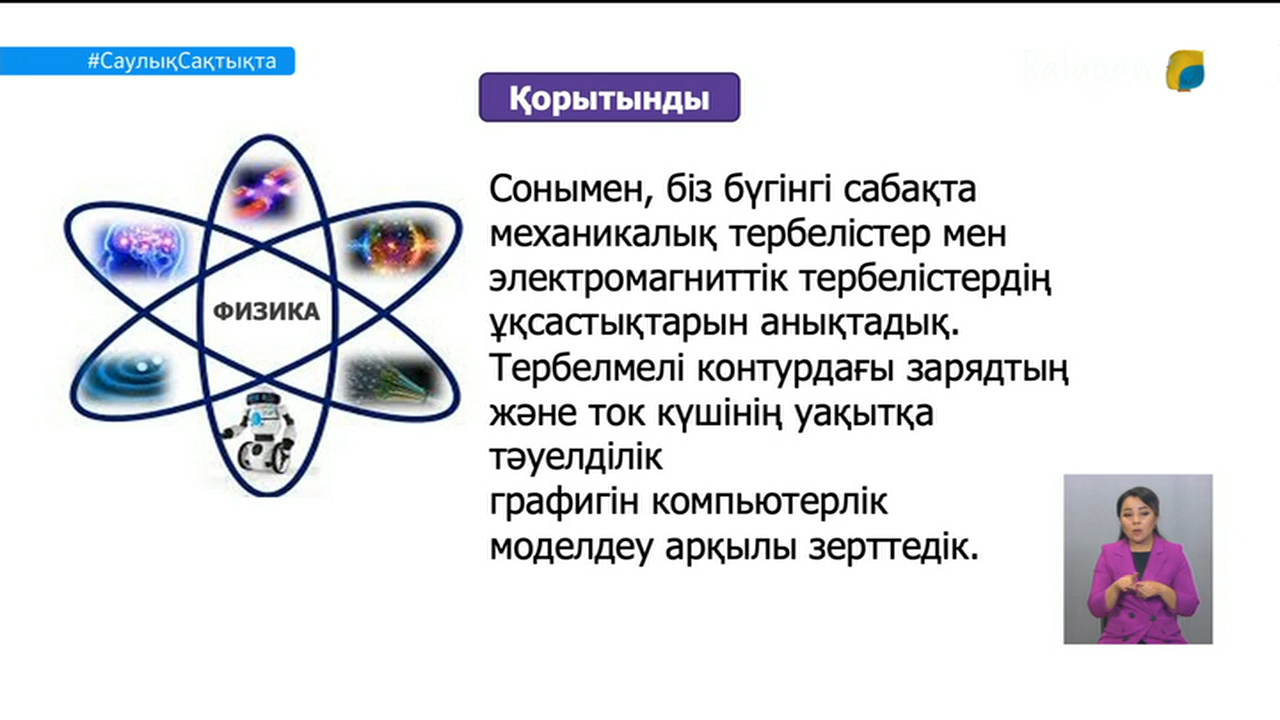 #СаулықСақтықта
Balapan
Қорытынды
ФИЗИКА
Сонымен, біз бүгінгі сабақта
механикалық тербелістер мен
электромагниттік тербелістердің
ұқсастықтарын анықтадық.
Тербелмелі контурдағы зарядтың
және ток күшінің уақытқа
тәуелділік
графигін компьютерлік
моделдеу арқылы зерттедік.